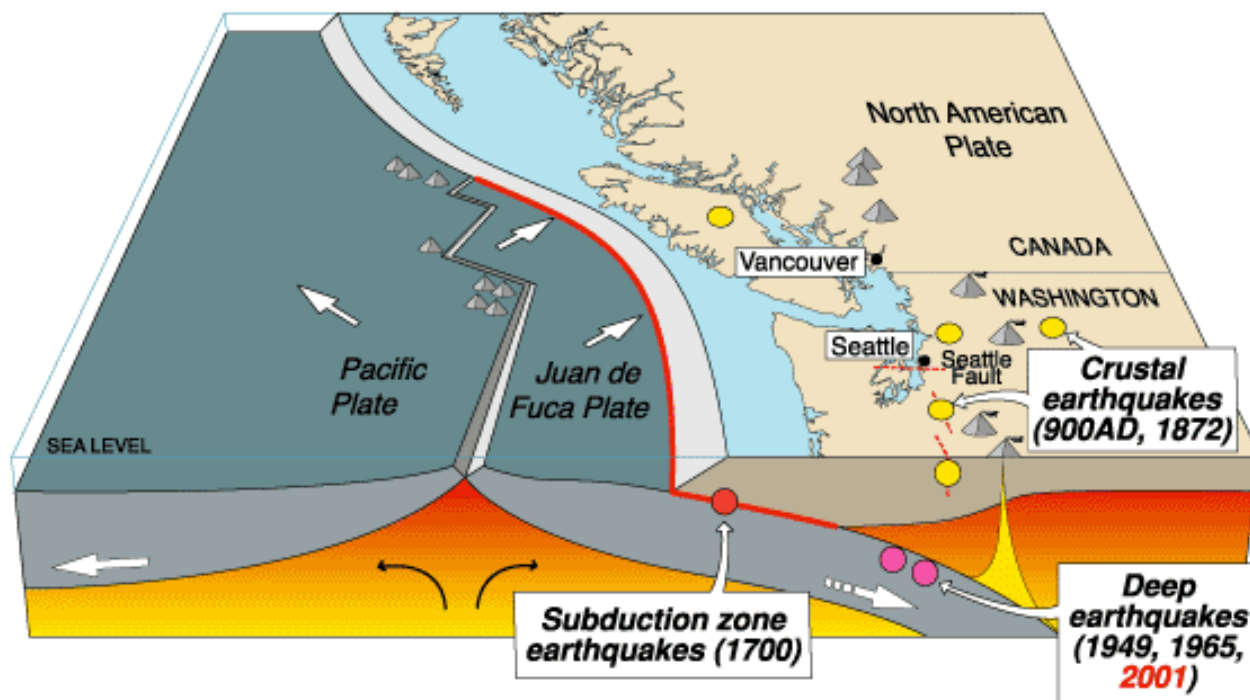 North American
Plate
CANADA
Vancouver
WASHINGTON
Seattle
Seattle
Fault
Pacific
Plate
Juan de
Fuca Plate
Crustal
earthquakes
(900AD, 1872)
SEA LEVEL
Subduction zone
earthquakes (1700)
Deep
earthquakes
(1949, 1965,
2001)